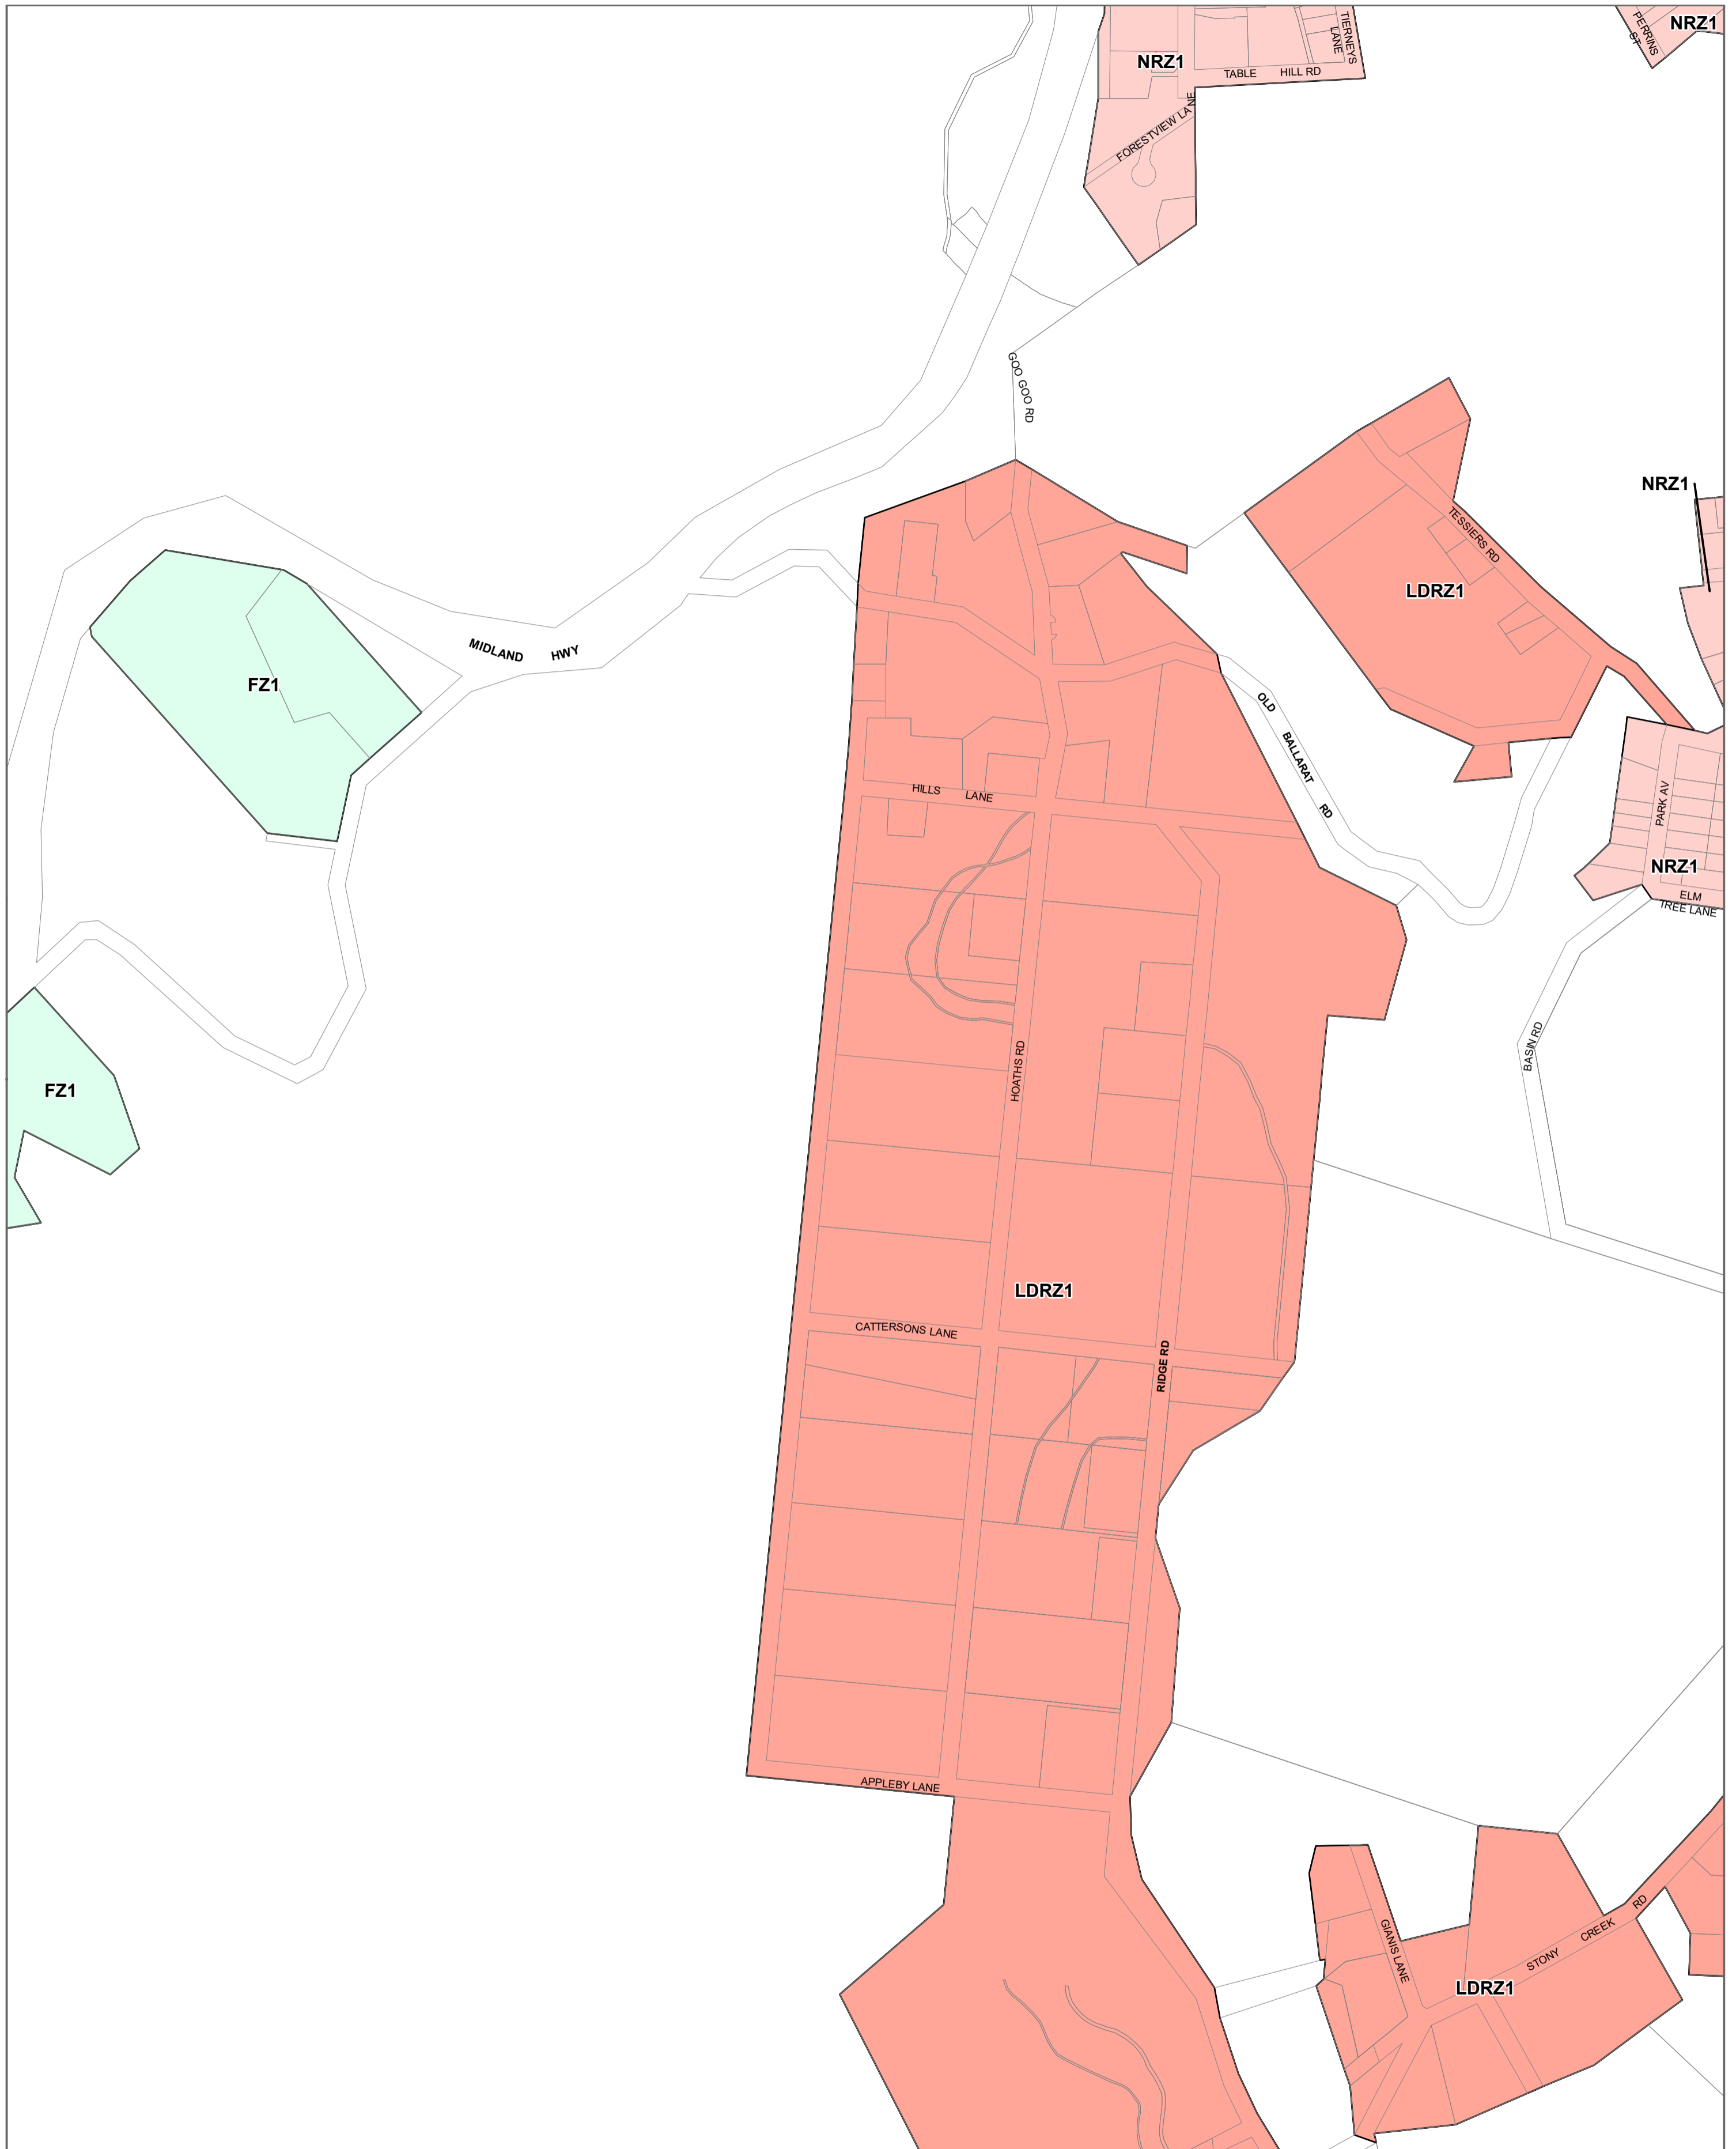 PERRINS
ST
NRZ1
TIERNEYS
LANE
NRZ1
TABLE HILL RD
FORESTVIEW LANE
GOO GOO RD
NRZ1
TESSIERS RD
LDRZ1
MIDLAND HWY
FZ1
OLD BALLARAT RD
HILLS LANE
PARK AV
NRZ1
ELM
TREE LANE
BASIN RD
HOATHS RD
FZ1
LDRZ1
CATTERSONS LANE
RIDGE RD
APPLEBY LANE
GIANIS LANE
STONY CREEK RD
LDRZ1